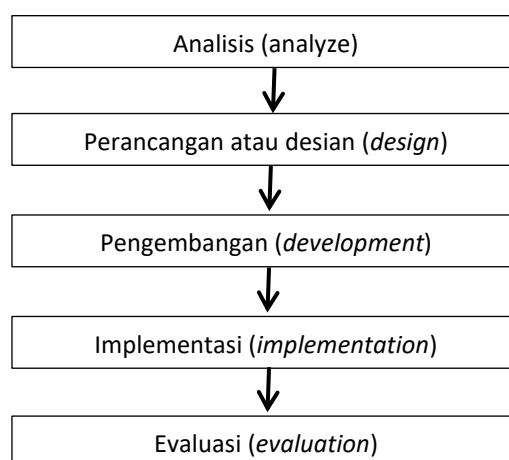 Analisis (analyze)
Perancangan atau desian (design)
Pengembangan (development)
Implementasi (implementation)
Evaluasi (evaluation)